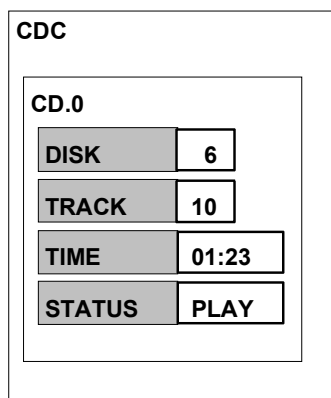 CDC
CD.0
DISK 6
TRACK 10
TIME 01:23
STATUS PLAY